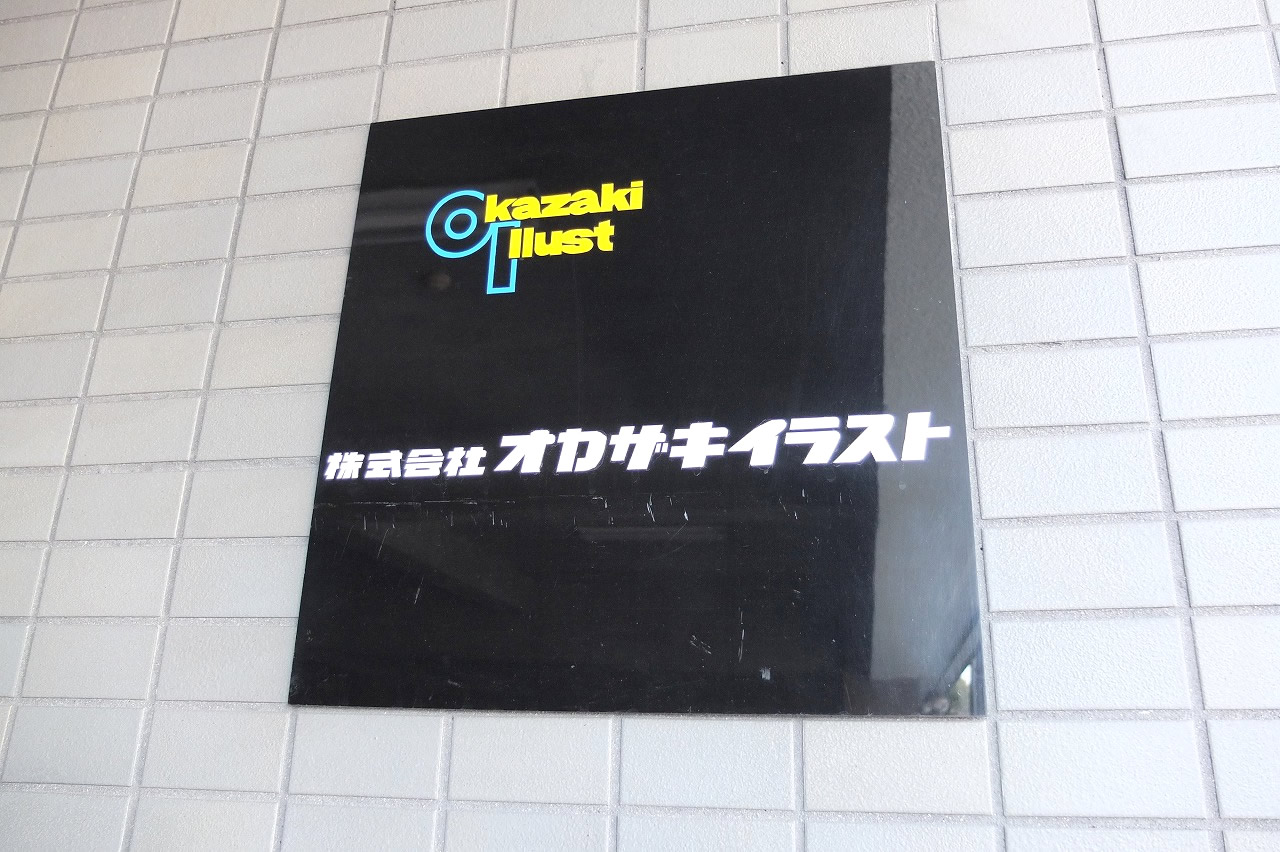 Okazaki
Illust
株式会社 オカザキイラスト